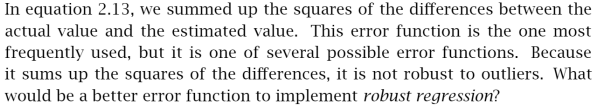 In equation 2.13, we summed up the squares of the differences between the
actual value and the estimated value. This error function is the one most
frequently used, but it is one of several possible error functions. Because
it sums up the squares of the differences, it is not robust to outliers. What
would be a better error function to implement robust regression?